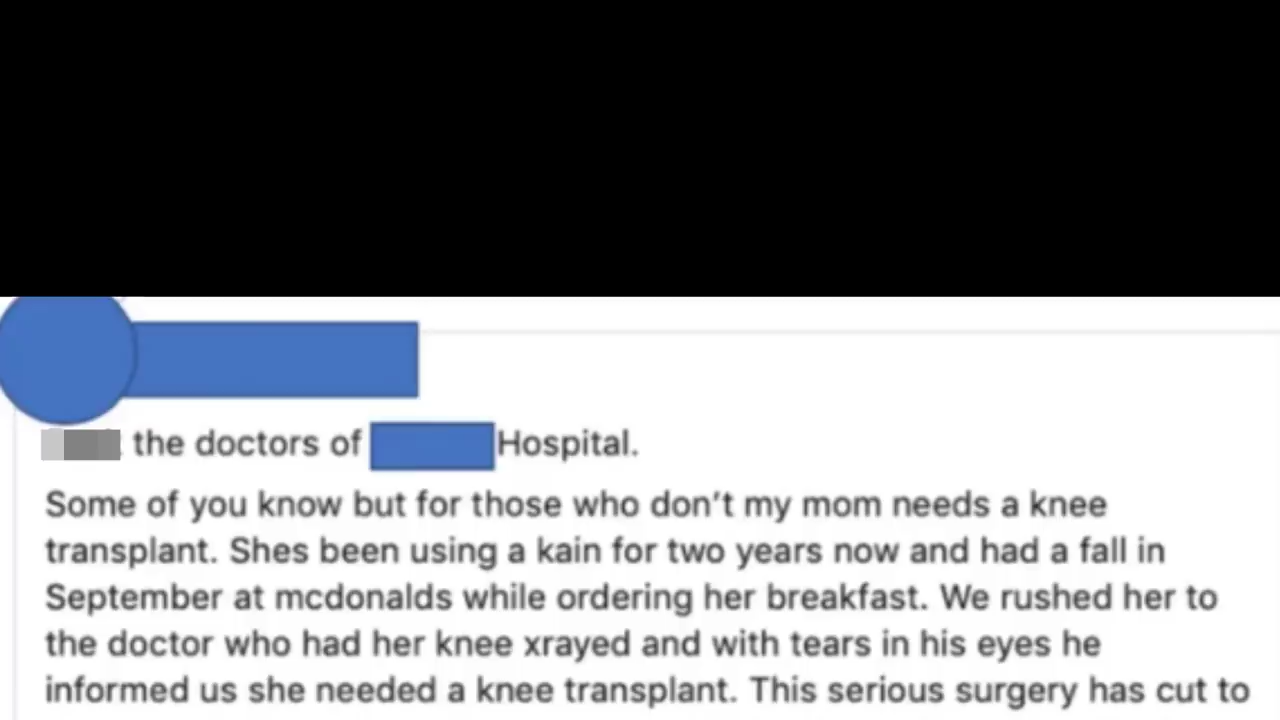 the doctors of Hospital.
Some of you know but for those who don't my mom needs a knee
transplant. Shes been using a kain for two years now and had a fall in
September at mcdonalds while ordering her breakfast. We rushed her to
the doctor who had her knee xrayed and with tears in his eyes he
informed us she needed a knee transplant. This serious surgery has cut to